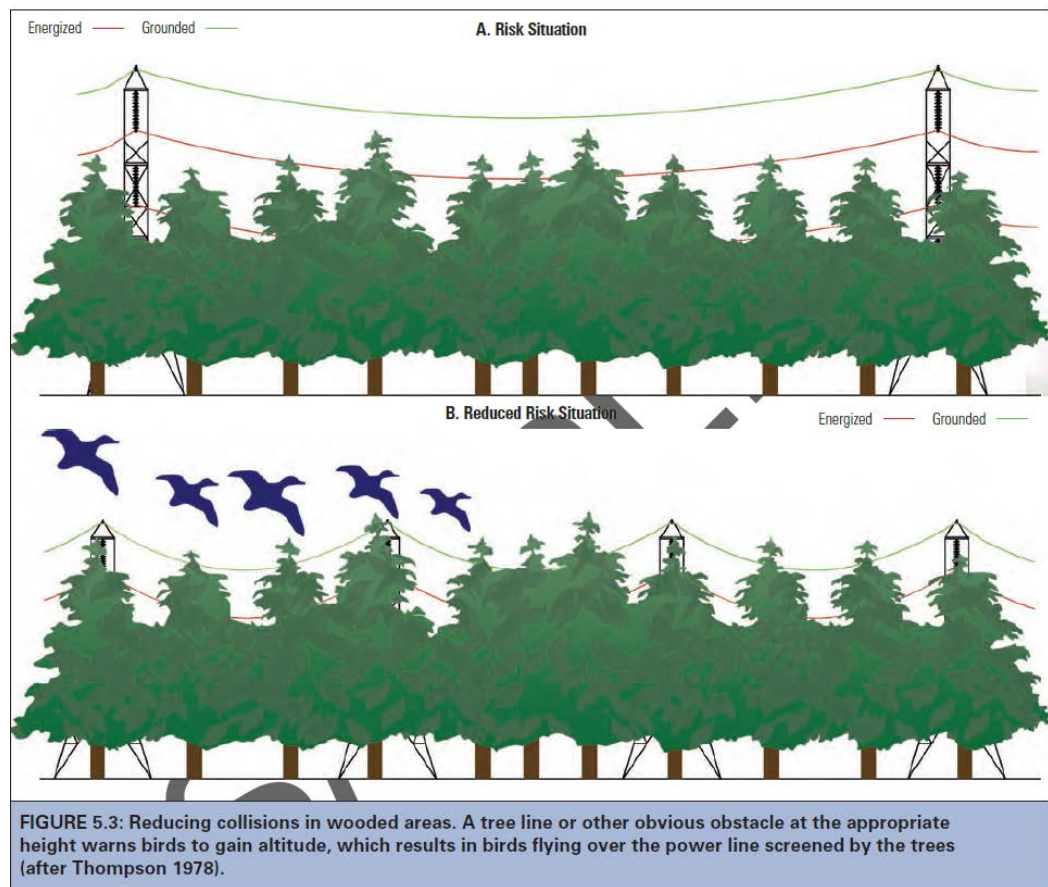 Energized Grounded
A. Risk Situation
B. Reduced Risk Situation
Energized Grounded
FIGURE 5.3: Reducing collisions in wooded areas. A tree line or other obvious obstacle at the appropriate
height warns birds to gain altitude, which results in birds flying over the power line screened by the trees
(after Thompson 1978).